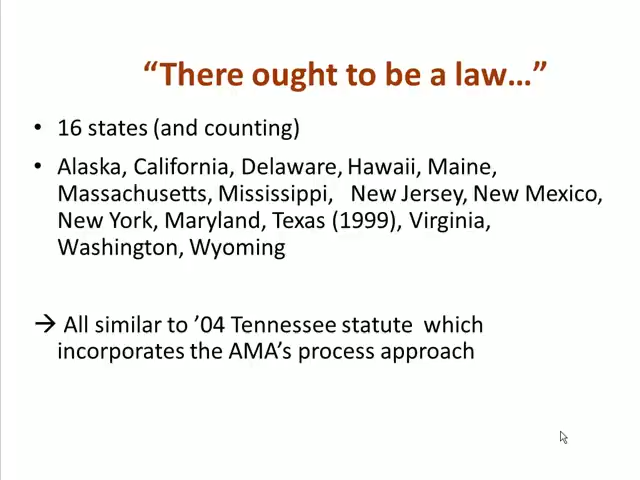 “There ought to be a law…”
• 16 states (and counting)
• Alaska, California, Delaware, Hawaii, Maine,
Massachusetts, Mississippi, New Jersey, New Mexico,
New York, Maryland, Texas (1999), Virginia,
Washington, Wyoming
→ All similar to ’04 Tennessee statute which
incorporates the AMA’s process approach